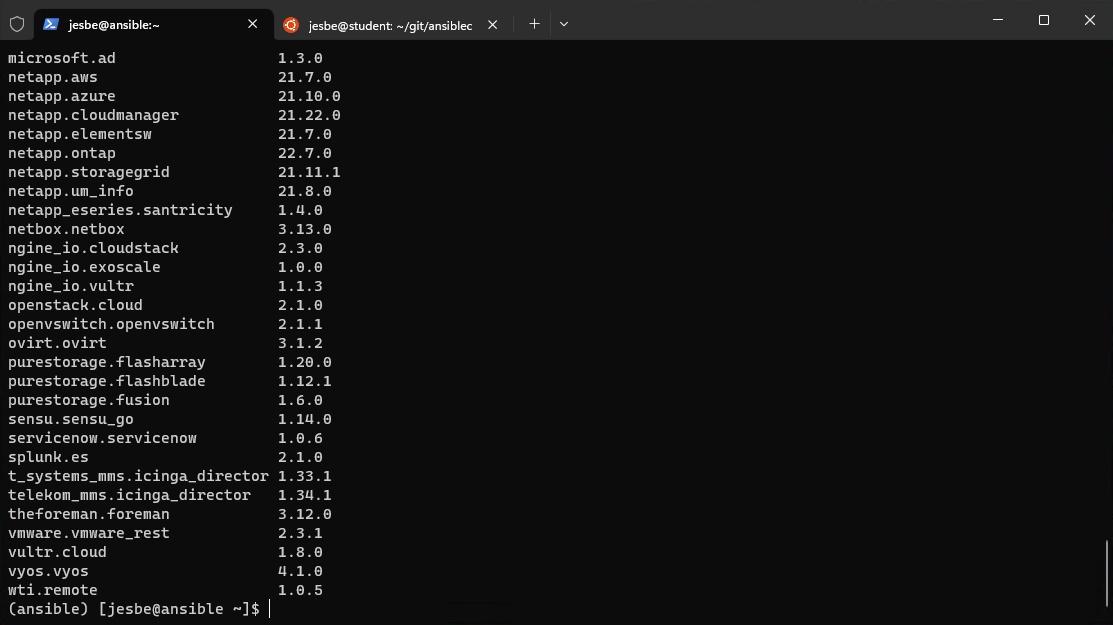 jesbe@ansible:~
jesbe@student: ~/git/ansiblec
microsoft.ad 1.3.0
netapp.aws 21.7.0
netapp.azure 21.10.0
netapp.cloudmanager 21.22.0
netapp.elementsw 21.7.0
netapp.ontap 22.7.0
netapp.storagegrid 21.11.1
netapp.um_info 21.8.0
netapp_eseries.santricity 1.4.0
netbox.netbox 3.13.0
ngine_io.cloudstack 2.3.0
ngine_io.exoscale 1.0.0
ngine_io.vultr 1.1.3
openstack.cloud 2.1.0
openvswitch.openvswitch 2.1.1
ovirt.ovirt 3.1.2
purestorage.flasharray 1.20.0
purestorage.flashblade 1.12.1
purestorage.fusion 1.6.0
sensu.sensu_go 1.14.0
servicenow.servicenow 1.0.6
splunk.es 2.1.0
t_systems_mms.icinga_director 1.33.1
telekom_mms.icinga_director 1.34.1
theforeman.foreman 3.12.0
vmware.vmware_rest 2.3.1
vultr.cloud 1.8.0
vyos.vyos 4.1.0
wti.remote 1.0.5
(ansible) [jesbe@ansible ~]$